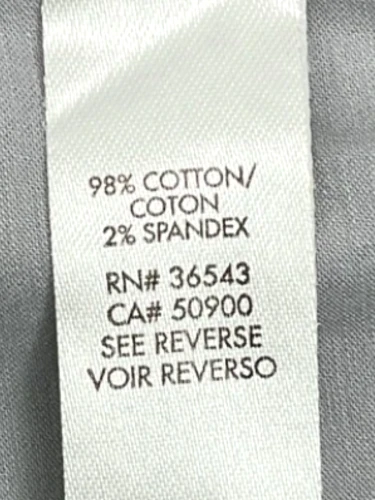 98% COTTON/
COTON
2% SPANDEX
RN# 36543
CA# 50900
SEE REVERSE
VOIR REVERSO